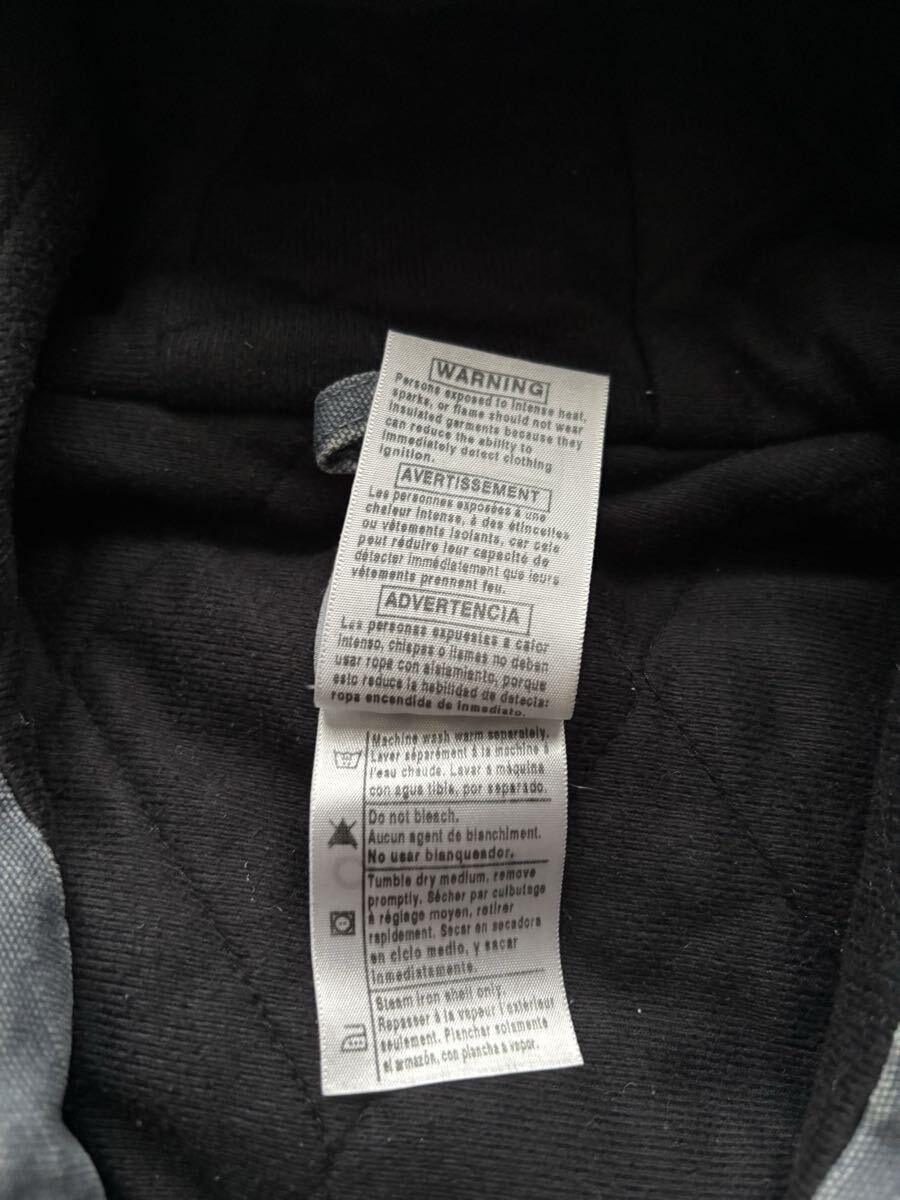 WARNING
Persons exposed to intense heat,
sparks, or flame should not wear
insulated garments because they
can reduce the ability to
immediately detect clothing
ignition.
AVERTISSEMENT
Les personnes exposées à une
chaleur intense, à des étincelles
ou vêtements isolants, car cela
peut réduire leur capacité de
détecter immédiatement que leurs
vêtements prennent feu.
ADVERTENCIA
Las personas expuestas a calor
intenso, chispas o llamas no deban
usar ropa con aislamiento, porque
esto reduce la habilidad de detectar
ropa encendida de inmediato.
Machine wash warm separately.
Laver séparément à la machine à
l'eau chaude. Lavar a máquina
con agua tibia, por separado.
Do not bleach.
Aucun agent de blanchiment.
No usar blanqueador.
Tumble dry medium, remove
promptly. Sécher par culbutage
à réglage moyen, retirer
rapidement. Secar en secadora
en ciclo medio, y sacar
inmediatamente.
Steam iron shell only.
Repasser à la vapeur l'extérieur
seulement. Planchar solamente
el armazón, con plancha a vapor.